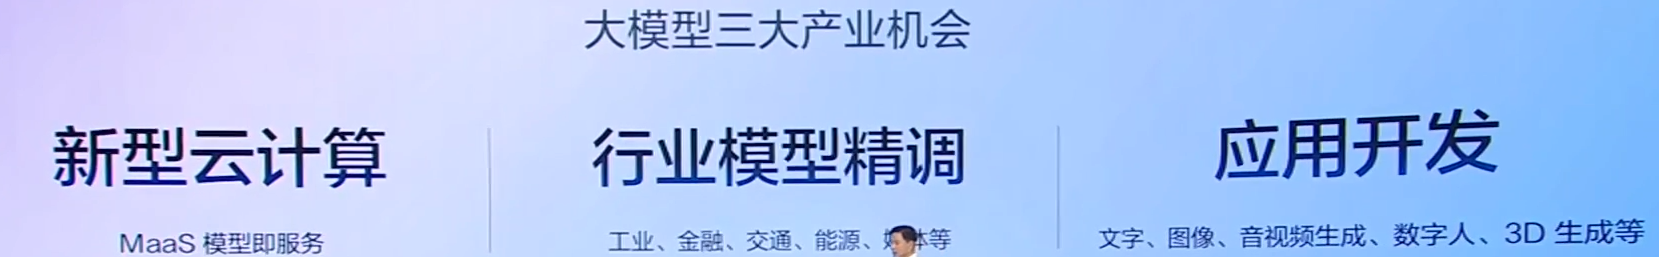 大模型三大产业机会
新型云计算
MaaS 模型即服务
行业模型精调
工业、金融、交通、能源、媒体等
应用开发
文字、图像、音视频生成、数字人、3D 生成等